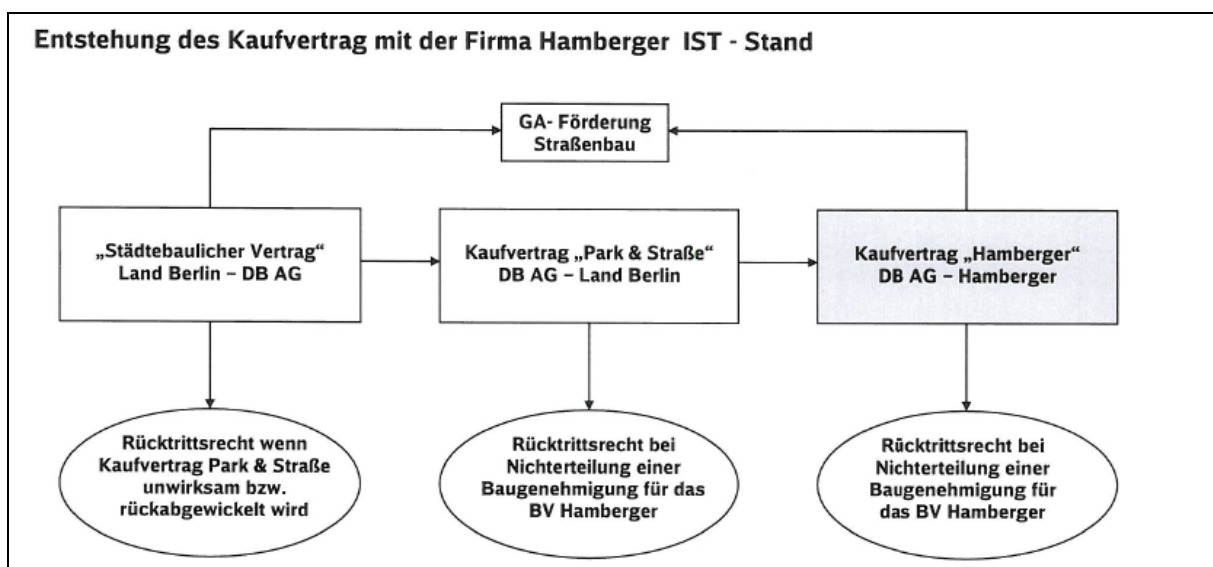 Entstehung des Kaufvertrag mit der Firma Hamberger IST - Stand
GA- Förderung
Straßenbau
„Städtebaulicher Vertrag“
Land Berlin – DB AG
Kaufvertrag „Park & Straße“
DB AG – Land Berlin
Kaufvertrag „Hamberger“
DB AG – Hamberger
Rücktrittsrecht wenn
Kaufvertrag Park & Straße
unwirksam bzw.
rückabgewickelt wird
Rücktrittsrecht bei
Nichterteilung einer
Baugenehmigung für das
BV Hamberger
Rücktrittsrecht bei
Nichterteilung einer
Baugenehmigung für
das BV Hamberger